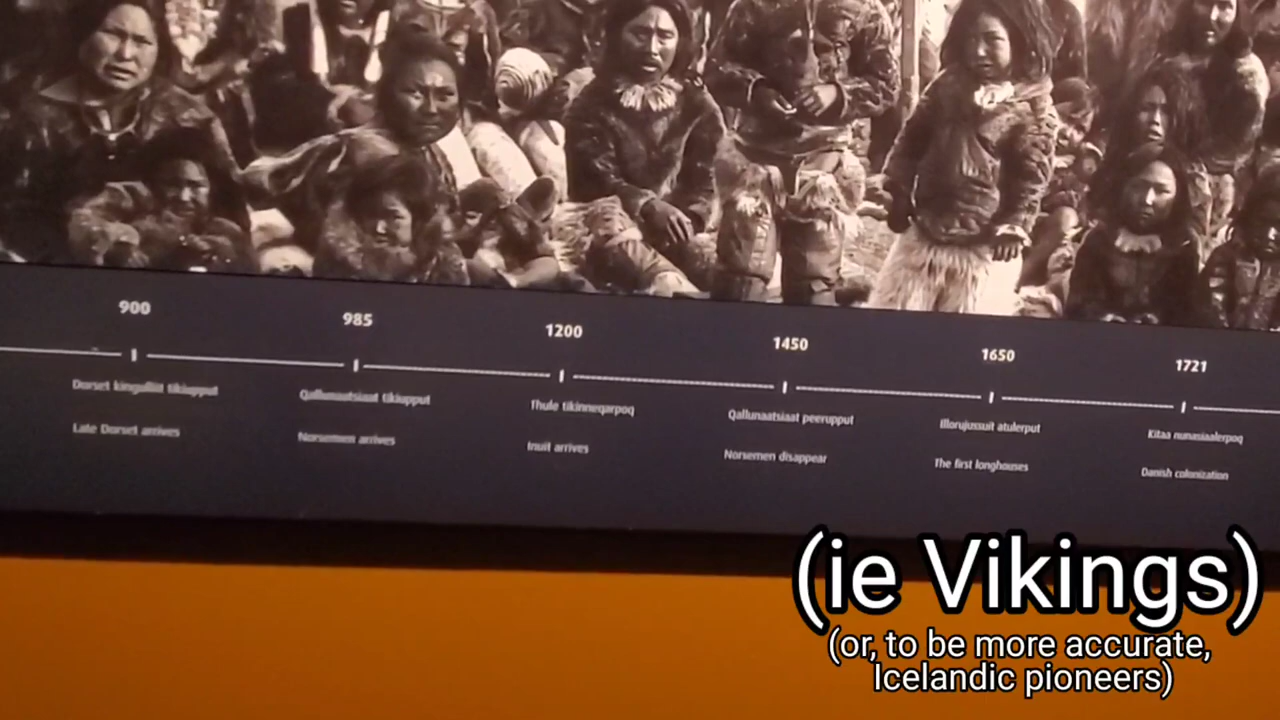 900
985
1200
1450
1650
1721
Dorset kingulliit tikiupput
Qallunaatsiaat tikiupput
Thule tikinneqarpoq
Qallunaatsiaat peerupput
Illorujussuit atulerput
Kitaa nunasiaalerpoq
Late Dorset arrives
Norsemen arrives
Inuit arrives
Norsemen disappear
The first longhouses
Danish colonization
(ie Vikings)
(or, to be more accurate,
Icelandic pioneers)